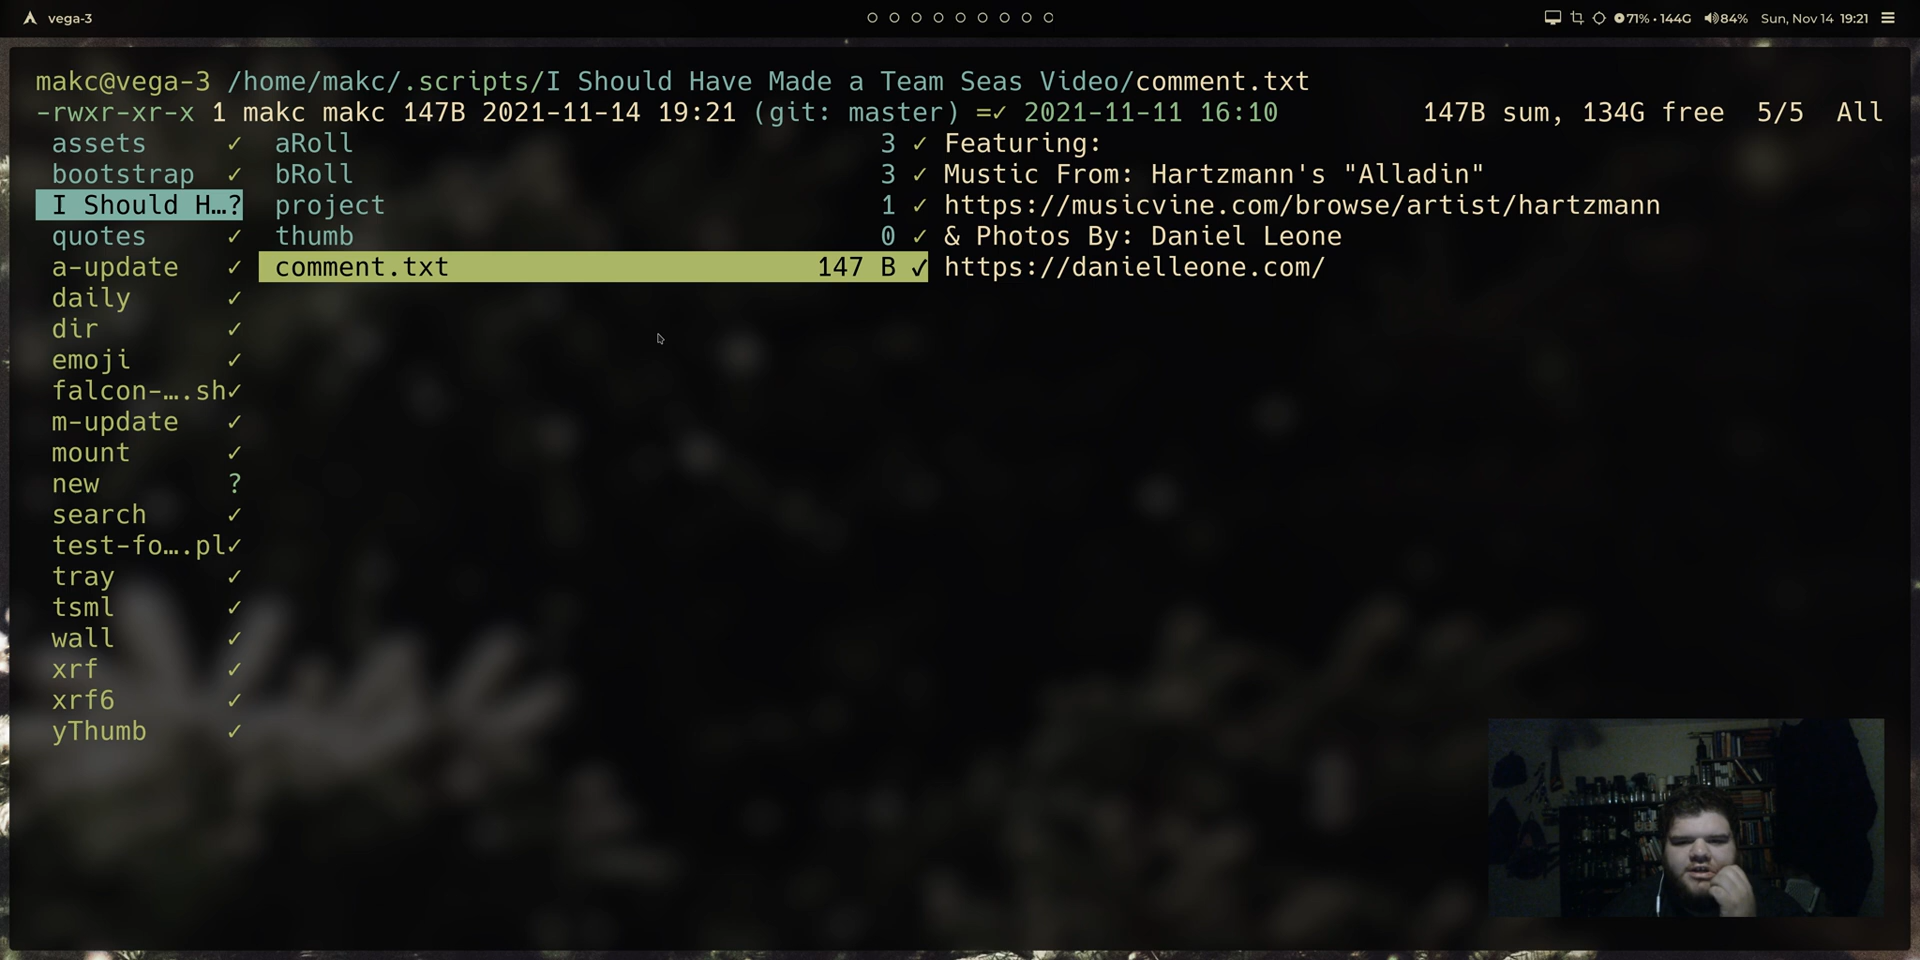 vega-3
71% • 144G 84% Sun, Nov 14 19:21
makc@vega-3 /home/makc/.scripts/I Should Have Made a Team Seas Video/comment.txt
-rwxr-xr-x 1 makc makc 147B 2021-11-14 19:21 (git: master) =✓ 2021-11-11 16:10 147B sum, 134G free 5/5 All
assets ✓ aRoll 3 ✓ Featuring:
bootstrap ✓ bRoll 3 ✓ Mustic From: Hartzmann's "Alladin"
I Should H…? project 1 ✓ https://musicvine.com/browse/artist/hartzmann
quotes ✓ thumb 0 ✓ & Photos By: Daniel Leone
a-update ✓ comment.txt 147 B ✓ https://danielleone.com/
daily ✓
dir ✓
emoji ✓
falcon-….sh✓
m-update ✓
mount ✓
new ?
search ✓
test-fo….pl✓
tray ✓
tsml ✓
wall ✓
xrf ✓
xrf6 ✓
yThumb ✓